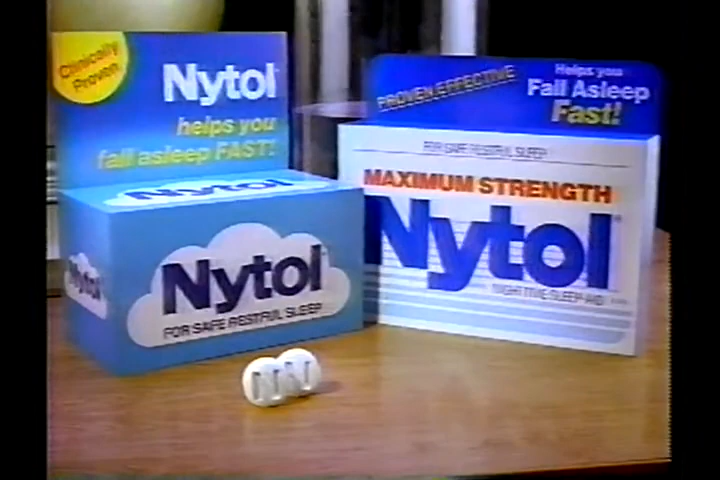 Clinically
Proven
Nytol
helps you
fall asleep FAST!
Nytol
Nytol
Nytol
FOR SAFE RESTFUL SLEEP
PROVEN EFFECTIVE
Helps you
Fall Asleep
Fast!
FOR SAFE RESTFUL SLEEP
MAXIMUM STRENGTH
Nytol
NIGHTTIME SLEEP-AID
N N